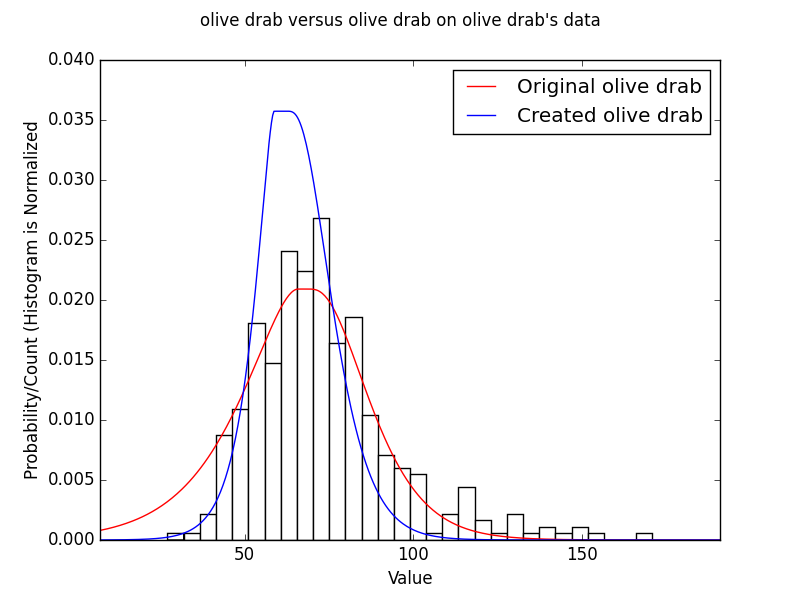 olive drab versus olive drab on olive drab's data
0.040
0.035
0.030
0.025
0.020
0.015
0.010
0.005
0.000
Probability/Count (Histogram is Normalized
Original olive drab
Created olive drab
50
100
150
Value